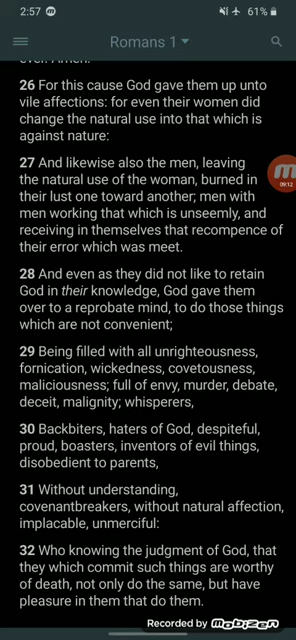 2:57
61%
Romans 1
ever. Amen.
26 For this cause God gave them up unto
vile affections: for even their women did
change the natural use into that which is
against nature:
27 And likewise also the men, leaving
the natural use of the woman, burned in
their lust one toward another; men with
men working that which is unseemly, and
receiving in themselves that recompence of
their error which was meet.
09:12
28 And even as they did not like to retain
God in their knowledge, God gave them
over to a reprobate mind, to do those things
which are not convenient;
29 Being filled with all unrighteousness,
fornication, wickedness, covetousness,
maliciousness; full of envy, murder, debate,
deceit, malignity; whisperers,
30 Backbiters, haters of God, despiteful,
proud, boasters, inventors of evil things,
disobedient to parents,
31 Without understanding,
covenantbreakers, without natural affection,
implacable, unmerciful:
32 Who knowing the judgment of God, that
they which commit such things are worthy
of death, not only do the same, but have
pleasure in them that do them.
Recorded by Mobizen